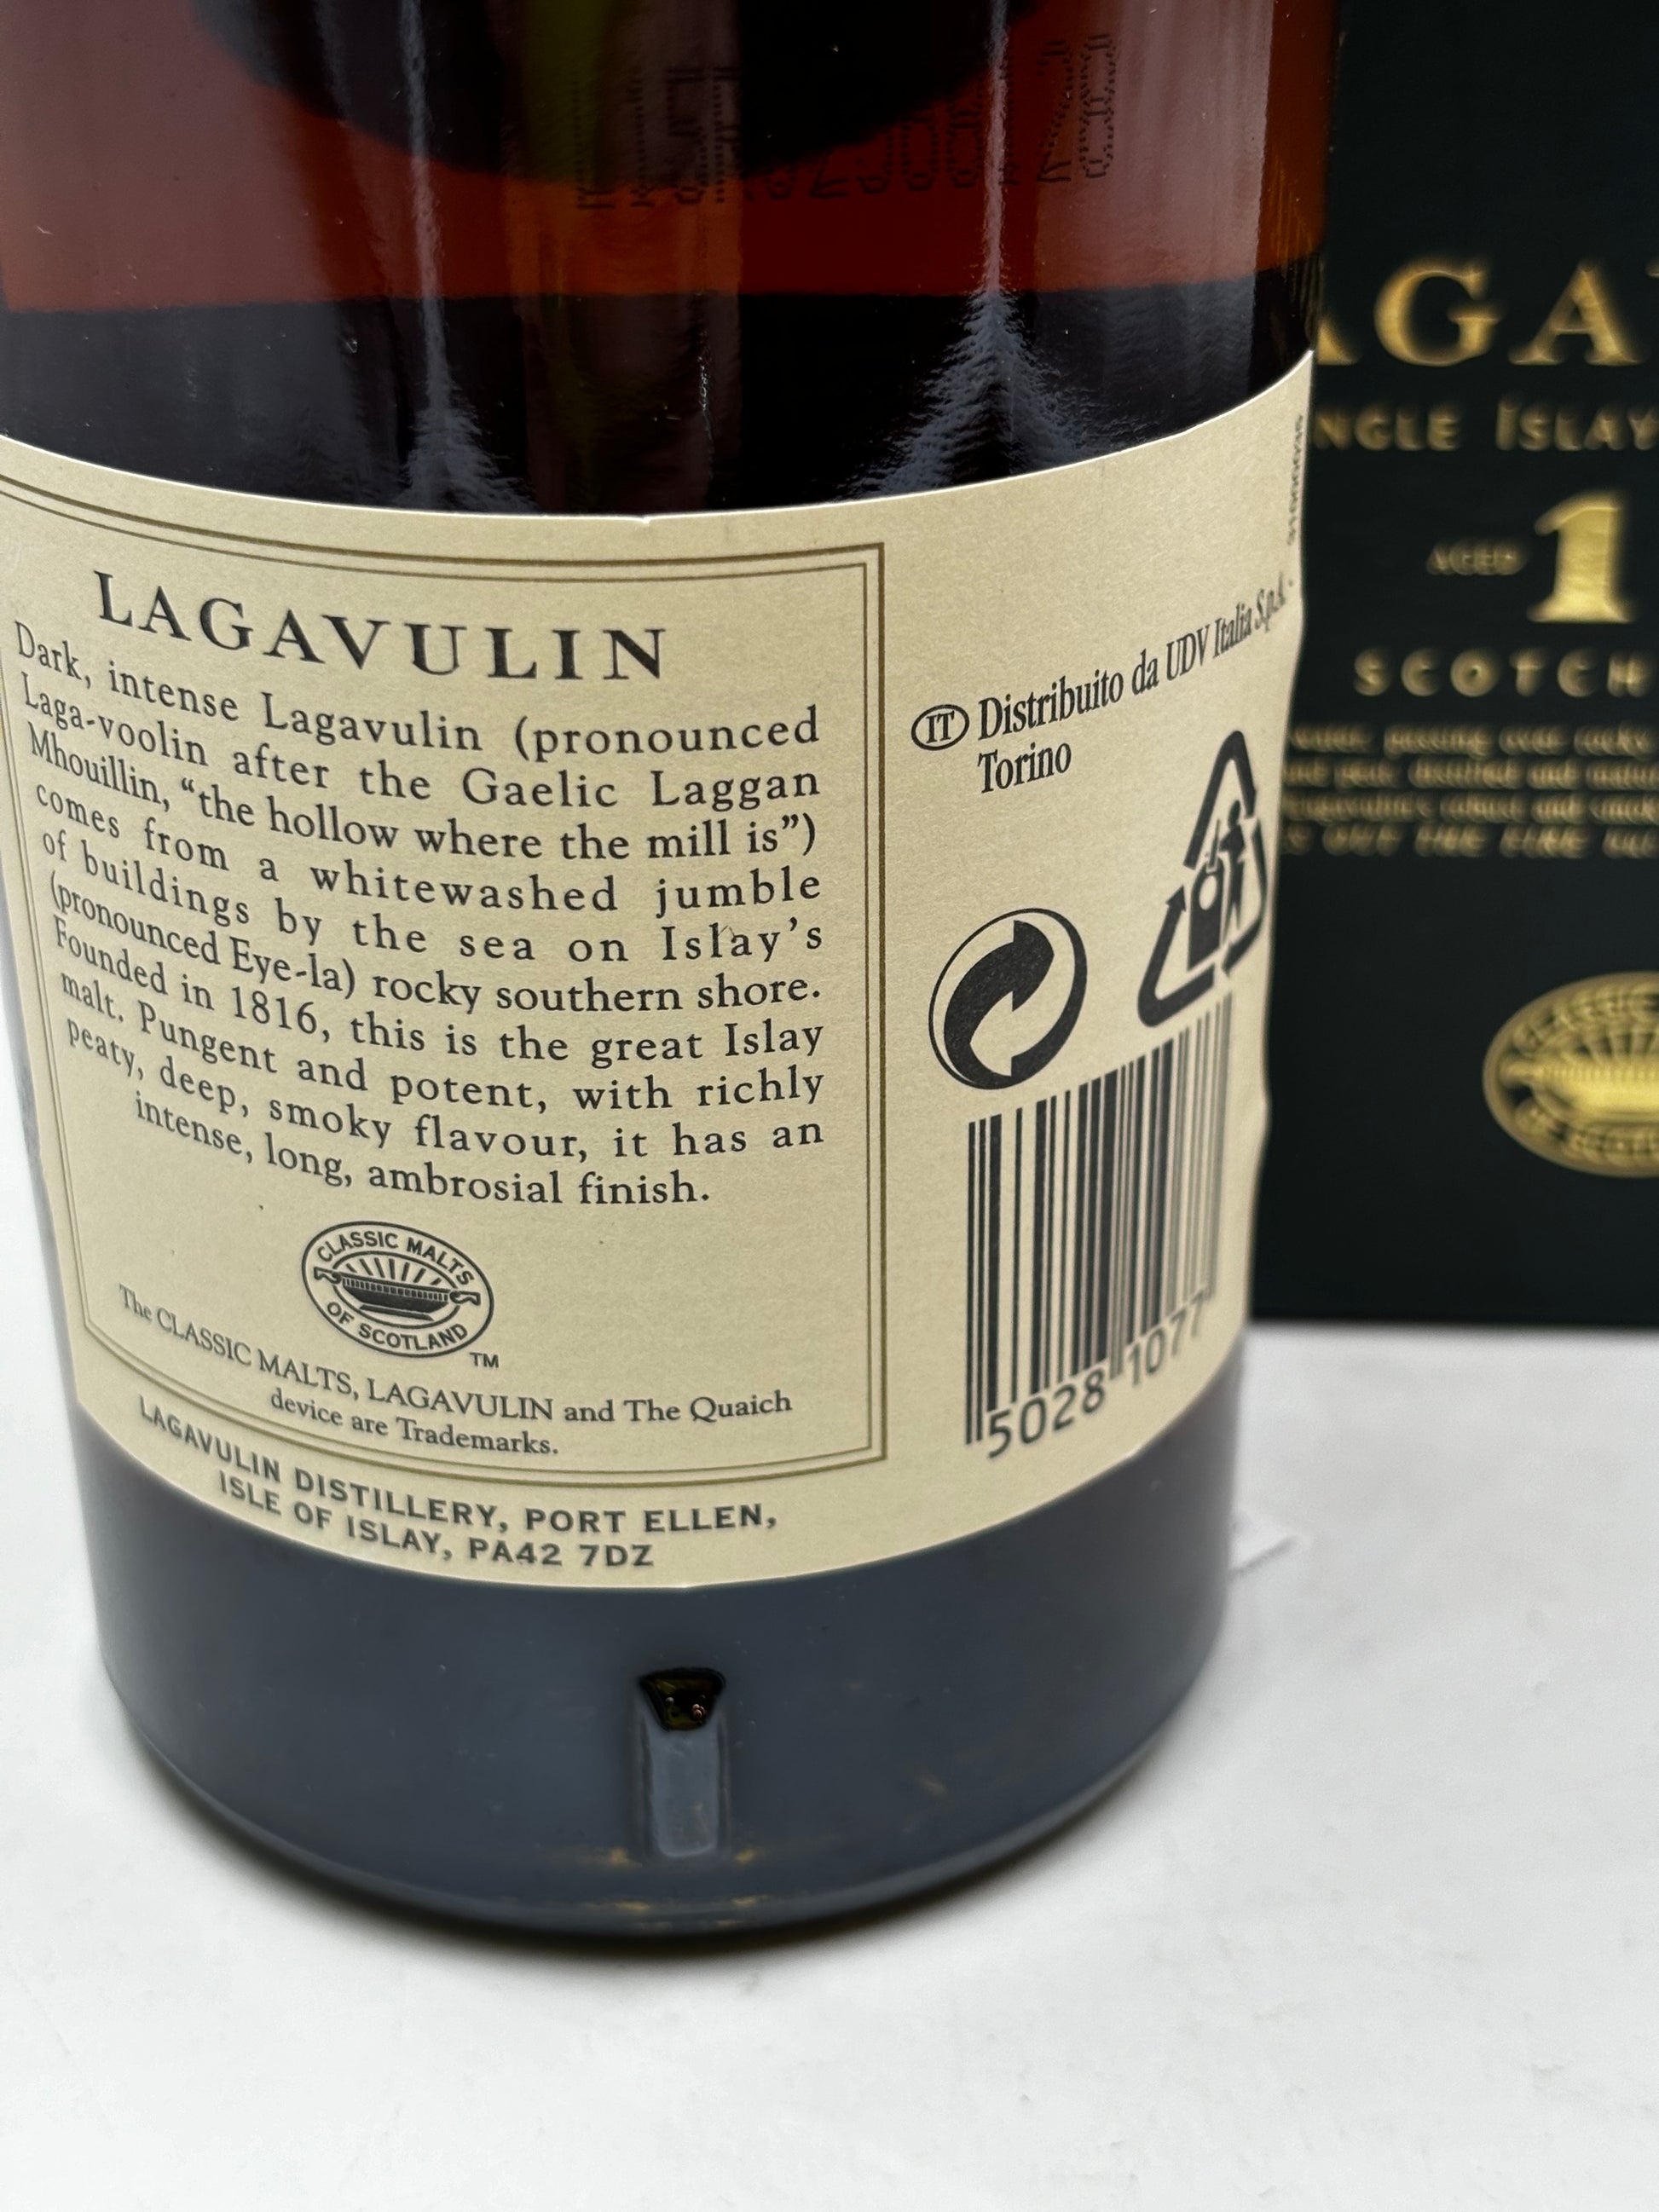 LAGAVULIN
Dark, intense Lagavulin (pronounced
Laga-voolin after the Gaelic Laggan
Mhouillin, “the hollow where the mill is”)
comes from a whitewashed jumble
of buildings by the sea on Islay’s
(pronounced Eye-la) rocky southern shore.
Founded in 1816, this is the great Islay
malt. Pungent and potent, with richly
peaty, deep, smoky flavour, it has an
intense, long, ambrosial finish.
CLASSIC MALTS
OF SCOTLAND
TM
The CLASSIC MALTS, LAGAVULIN and The Quaich
device are Trademarks.
LAGAVULIN DISTILLERY, PORT ELLEN,
ISLE OF ISLAY, PA42 7DZ
IT Distribuito da UDV Italia S.p.A. -
Torino
5028 1077
AGA
NGLE ISLAY
AGED 1
SCOTCH